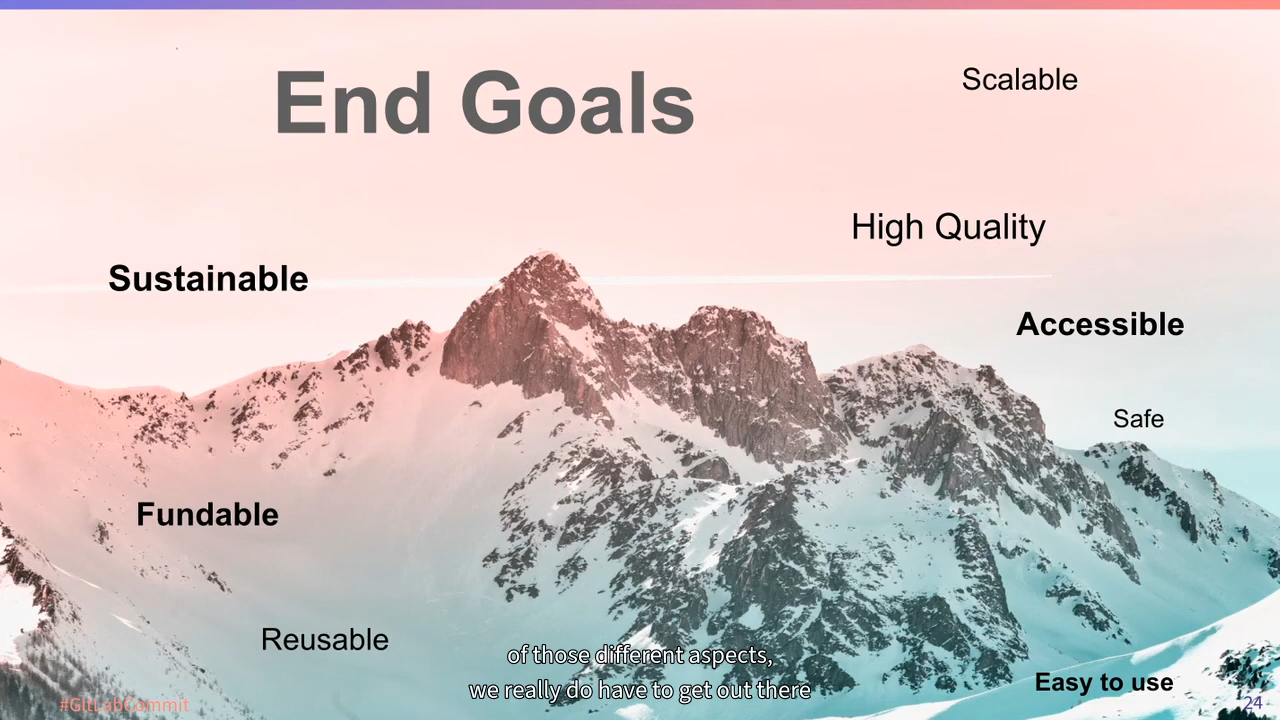 End Goals
Scalable
High Quality
Sustainable
Accessible
Safe
Fundable
Reusable
of those different aspects,
we really do have to get out there
Easy to use
#GitLabCommit
24